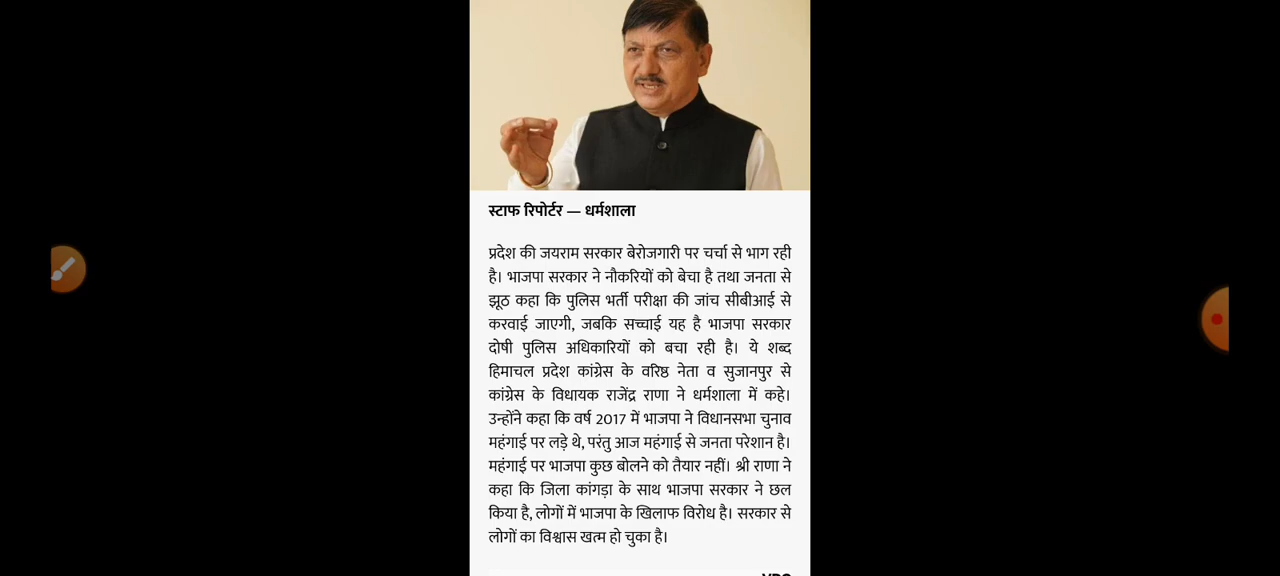 स्टाफ रिपोर्टर — धर्मशाला
प्रदेश की जयराम सरकार बेरोजगारी पर चर्चा से भाग रही
है। भाजपा सरकार ने नौकरियों को बेचा है तथा जनता से
झूठ कहा कि पुलिस भर्ती परीक्षा की जांच सीबीआई से
करवाई जाएगी, जबकि सच्चाई यह है भाजपा सरकार
दोषी पुलिस अधिकारियों को बचा रही है। ये शब्द
हिमाचल प्रदेश कांग्रेस के वरिष्ठ नेता व सुजानपुर से
कांग्रेस के विधायक राजेंद्र राणा ने धर्मशाला में कहे।
उन्होंने कहा कि वर्ष 2017 में भाजपा ने विधानसभा चुनाव
महंगाई पर लड़े थे, परंतु आज महंगाई से जनता परेशान है।
महंगाई पर भाजपा कुछ बोलने को तैयार नहीं। श्री राणा ने
कहा कि जिला कांगड़ा के साथ भाजपा सरकार ने छल
किया है, लोगों में भाजपा के खिलाफ विरोध है। सरकार से
लोगों का विश्वास खत्म हो चुका है।